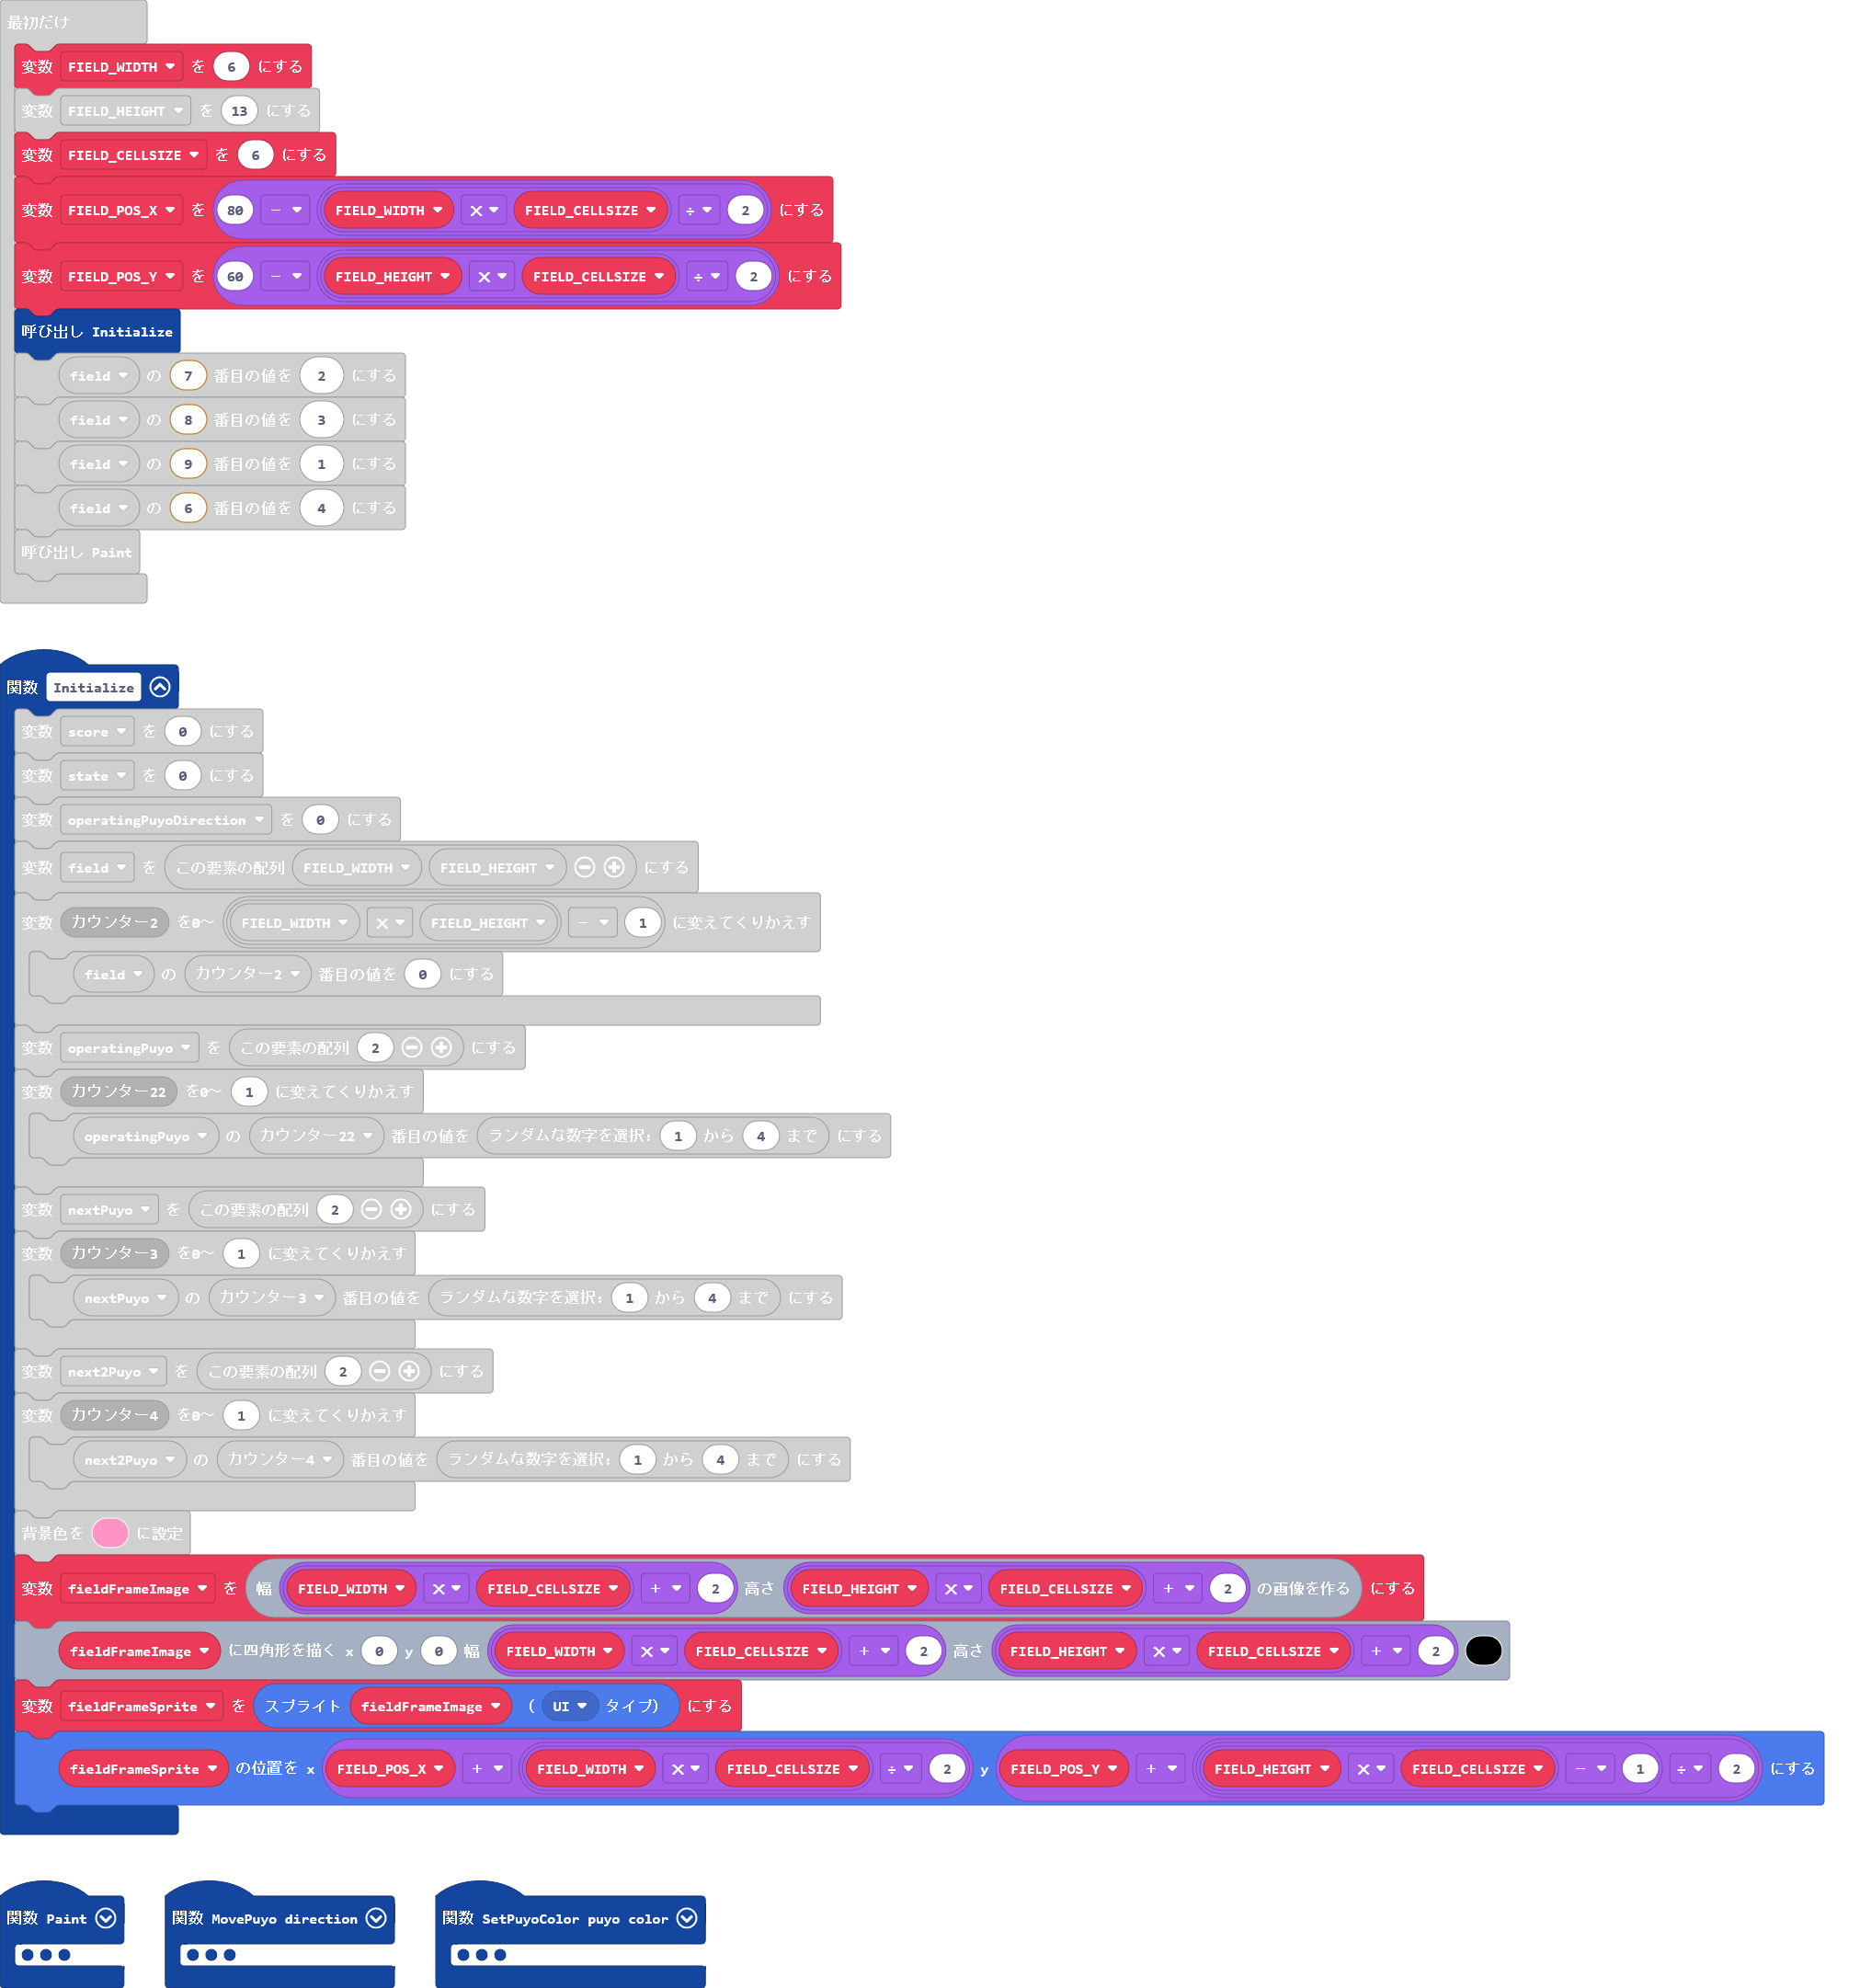 最初だけ
変数 FIELD_WIDTH を 6 にする
変数 FIELD_HEIGHT を 13 にする
変数 FIELD_CELLSIZE を 6 にする
変数 FIELD_POS_X を 80 - FIELD_WIDTH × FIELD_CELLSIZE ÷ 2 にする
変数 FIELD_POS_Y を 60 - FIELD_HEIGHT × FIELD_CELLSIZE ÷ 2 にする
呼び出し Initialize
field の 7 番目の値を 2 にする
field の 8 番目の値を 3 にする
field の 9 番目の値を 1 にする
field の 6 番目の値を 4 にする
呼び出し Paint
関数 Initialize
変数 score を 0 にする
変数 state を 0 にする
変数 operatingPuyoDirection を 0 にする
変数 field を この要素の配列 FIELD_WIDTH FIELD_HEIGHT にする
変数 カウンター2 を0～ FIELD_WIDTH × FIELD_HEIGHT - 1 に変えてくりかえす
field の カウンター2 番目の値を 0 にする
変数 operatingPuyo を この要素の配列 2 にする
変数 カウンター22 を0～ 1 に変えてくりかえす
operatingPuyo の カウンター22 番目の値を ランダムな数字を選択: 1 から 4 まで にする
変数 nextPuyo を この要素の配列 2 にする
変数 カウンター3 を0～ 1 に変えてくりかえす
nextPuyo の カウンター3 番目の値を ランダムな数字を選択: 1 から 4 まで にする
変数 next2Puyo を この要素の配列 2 にする
変数 カウンター4 を0～ 1 に変えてくりかえす
next2Puyo の カウンター4 番目の値を ランダムな数字を選択: 1 から 4 まで にする
背景色を に設定
変数 fieldFrameImage を 幅 FIELD_WIDTH × FIELD_CELLSIZE + 2 高さ FIELD_HEIGHT × FIELD_CELLSIZE + 2 の画像を作る にする
fieldFrameImage に四角形を描く x 0 y 0 幅 FIELD_WIDTH × FIELD_CELLSIZE + 2 高さ FIELD_HEIGHT × FIELD_CELLSIZE + 2
変数 fieldFrameSprite を スプライト fieldFrameImage ( UI タイプ) にする
fieldFrameSprite の位置を x FIELD_POS_X + FIELD_WIDTH × FIELD_CELLSIZE ÷ 2 y FIELD_POS_Y + FIELD_HEIGHT × FIELD_CELLSIZE - 1 ÷ 2 にする
関数 Paint
関数 MovePuyo direction
関数 SetPuyoColor puyo color